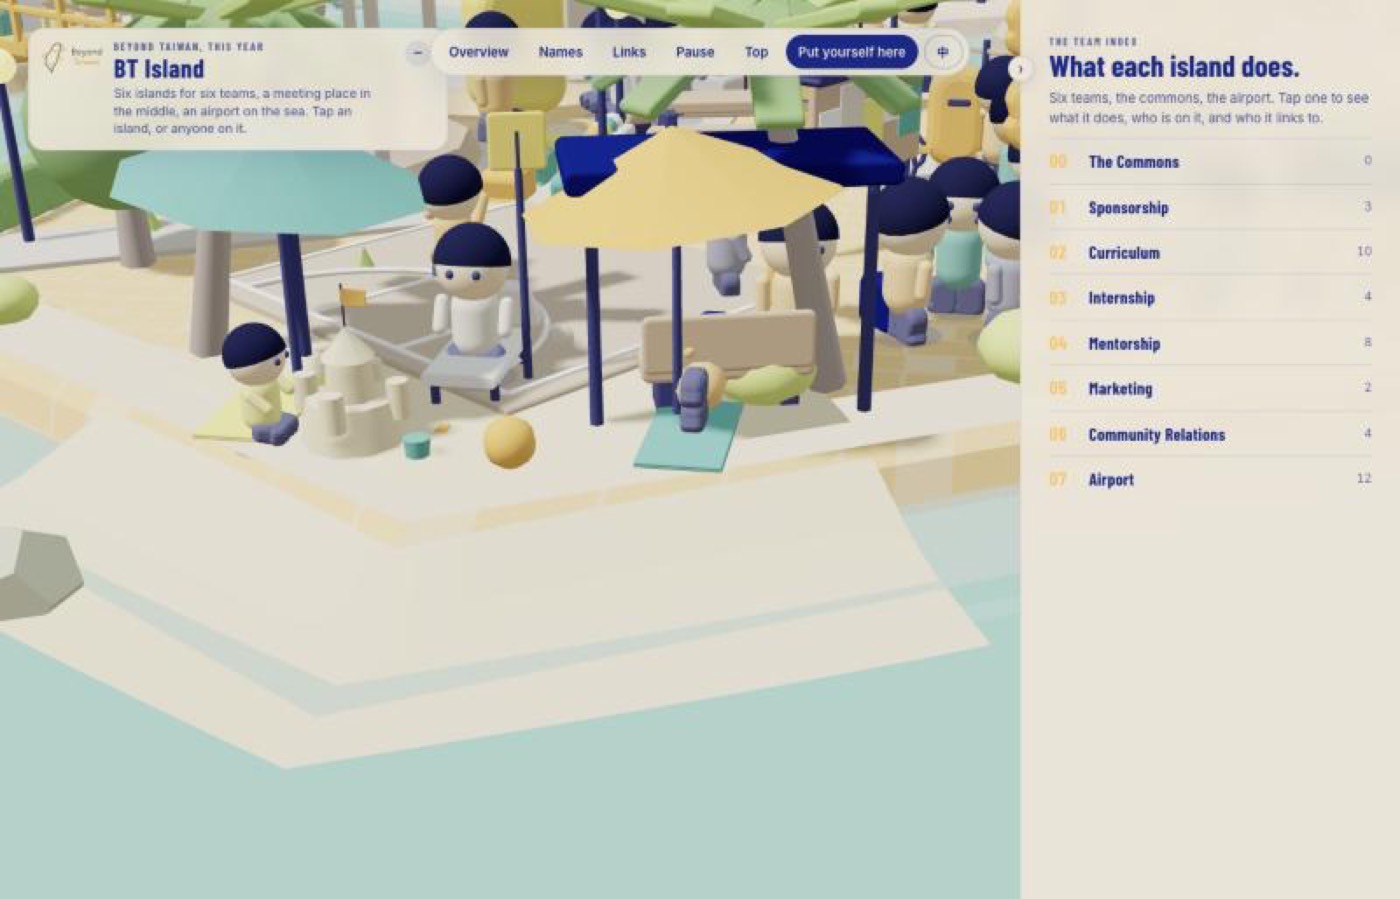 Beyond
Taiwan
BEYOND TAIWAN, THIS YEAR
BT Island
Six islands for six teams, a meeting place in
the middle, an airport on the sea. Tap an
island, or anyone on it.
–
Overview
Names
Links
Pause
Top
Put yourself here
中
›
THE TEAM INDEX
What each island does.
Six teams, the commons, the airport. Tap one to see
what it does, who is on it, and who it links to.
00 The Commons 0
01 Sponsorship 3
02 Curriculum 10
03 Internship 4
04 Mentorship 8
05 Marketing 2
06 Community Relations 4
07 Airport 12